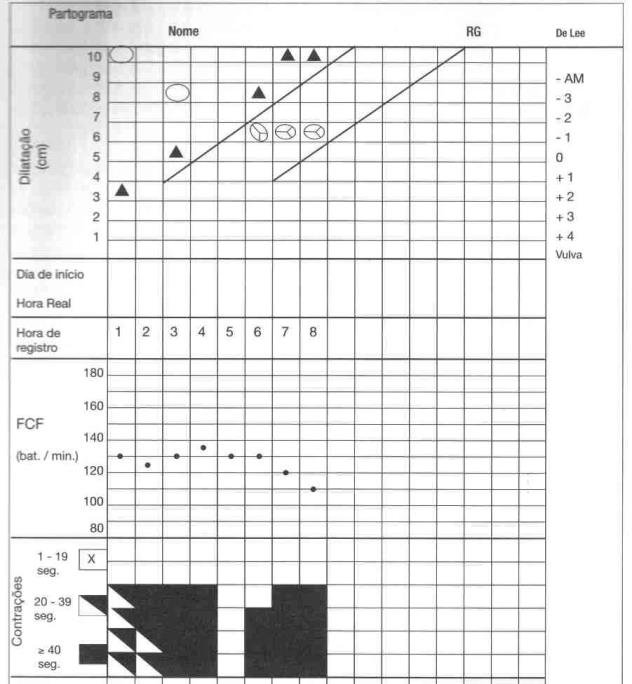 Partograma
Nome RG De Lee
10
9 - AM
8 - 3
7 - 2
6 - 1
5 0
4 + 1
3 + 2
2 + 3
1 + 4
Vulva
Dilatação
(cm)
Dia de início
Hora Real
Hora de
registro
1 2 3 4 5 6 7 8
180
160
FCF
140
(bat. / min.)
120
100
80
Contrações
1 - 19
seg.
X
20 - 39
seg.
≥ 40
seg.